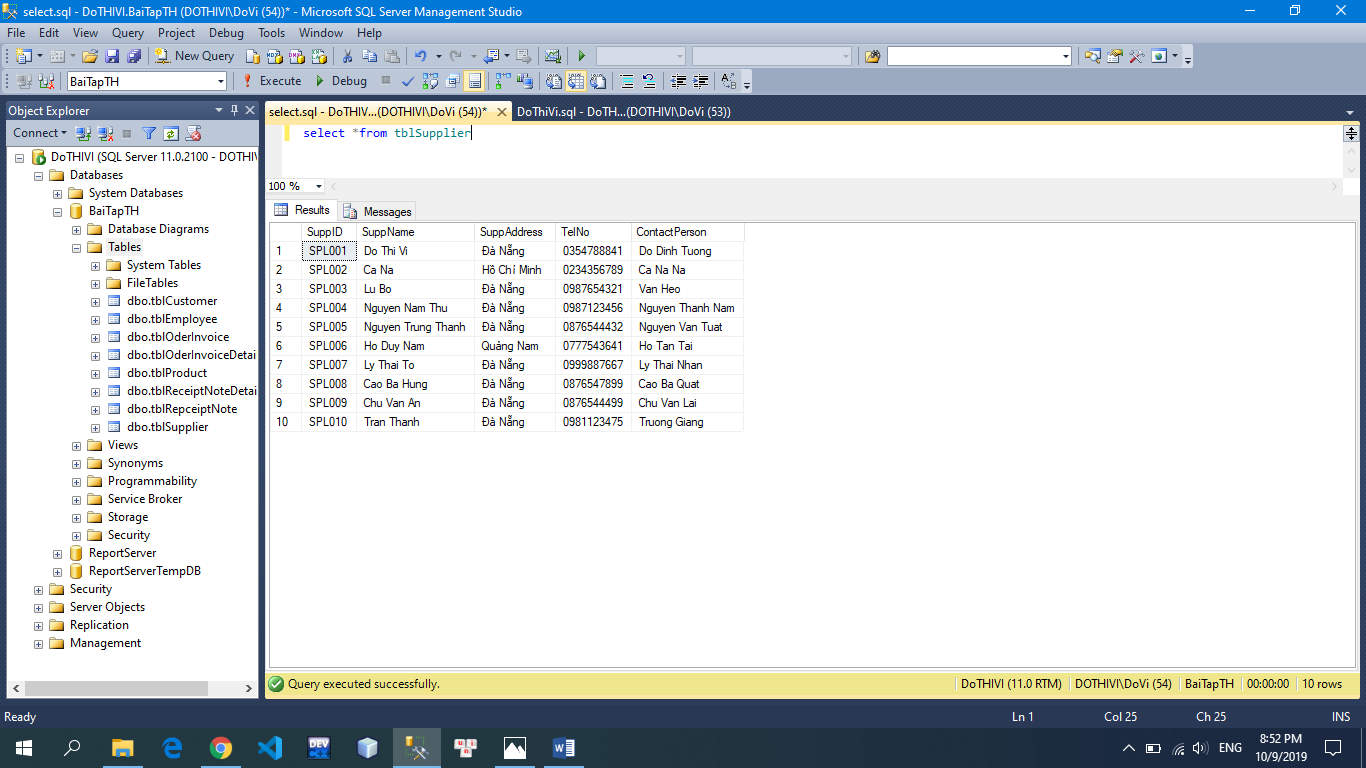 select.sql - DoTHIVI.BaiTapTH (DOTHIVI\DoVi (54))* - Microsoft SQL Server Management Studio
File Edit View Query Project Debug Tools Window Help
New Query
BaiTapTH Execute Debug
Object Explorer
Connect
DoTHIVI (SQL Server 11.0.2100 - DOTHIV
Databases
System Databases
BaiTapTH
Database Diagrams
Tables
System Tables
FileTables
dbo.tblCustomer
dbo.tblEmployee
dbo.tblOderInvoice
dbo.tblOderInvoiceDetai
dbo.tblProduct
dbo.tblReceiptNoteDetai
dbo.tblRepceiptNote
dbo.tblSupplier
Views
Synonyms
Programmability
Service Broker
Storage
Security
ReportServer
ReportServerTempDB
Security
Server Objects
Replication
Management
select.sql - DoTHIV...(DOTHIVI\DoVi (54))* DoThiVi.sql - DoTH...(DOTHIVI\DoVi (53))
select *from tblSupplier
100 %
Results Messages
SuppID SuppName SuppAddress TelNo ContactPerson
1 SPL001 Do Thi Vi Đà Nẵng 0354788841 Do Dinh Tuong
2 SPL002 Ca Na Hồ Chí Minh 0234356789 Ca Na Na
3 SPL003 Lu Bo Đà Nẵng 0987654321 Van Heo
4 SPL004 Nguyen Nam Thu Đà Nẵng 0987123456 Nguyen Thanh Nam
5 SPL005 Nguyen Trung Thanh Đà Nẵng 0876544432 Nguyen Van Tuat
6 SPL006 Ho Duy Nam Quảng Nam 0777543641 Ho Tan Tai
7 SPL007 Ly Thai To Đà Nẵng 0999887667 Ly Thai Nhan
8 SPL008 Cao Ba Hung Đà Nẵng 0876547899 Cao Ba Quat
9 SPL009 Chu Van An Đà Nẵng 0876544499 Chu Van Lai
10 SPL010 Tran Thanh Đà Nẵng 0981123475 Truong Giang
Query executed successfully. DoTHIVI (11.0 RTM) DOTHIVI\DoVi (54) BaiTapTH 00:00:00 10 rows
Ready Ln 1 Col 25 Ch 25 INS
DEV
ENG
8:52 PM
10/9/2019